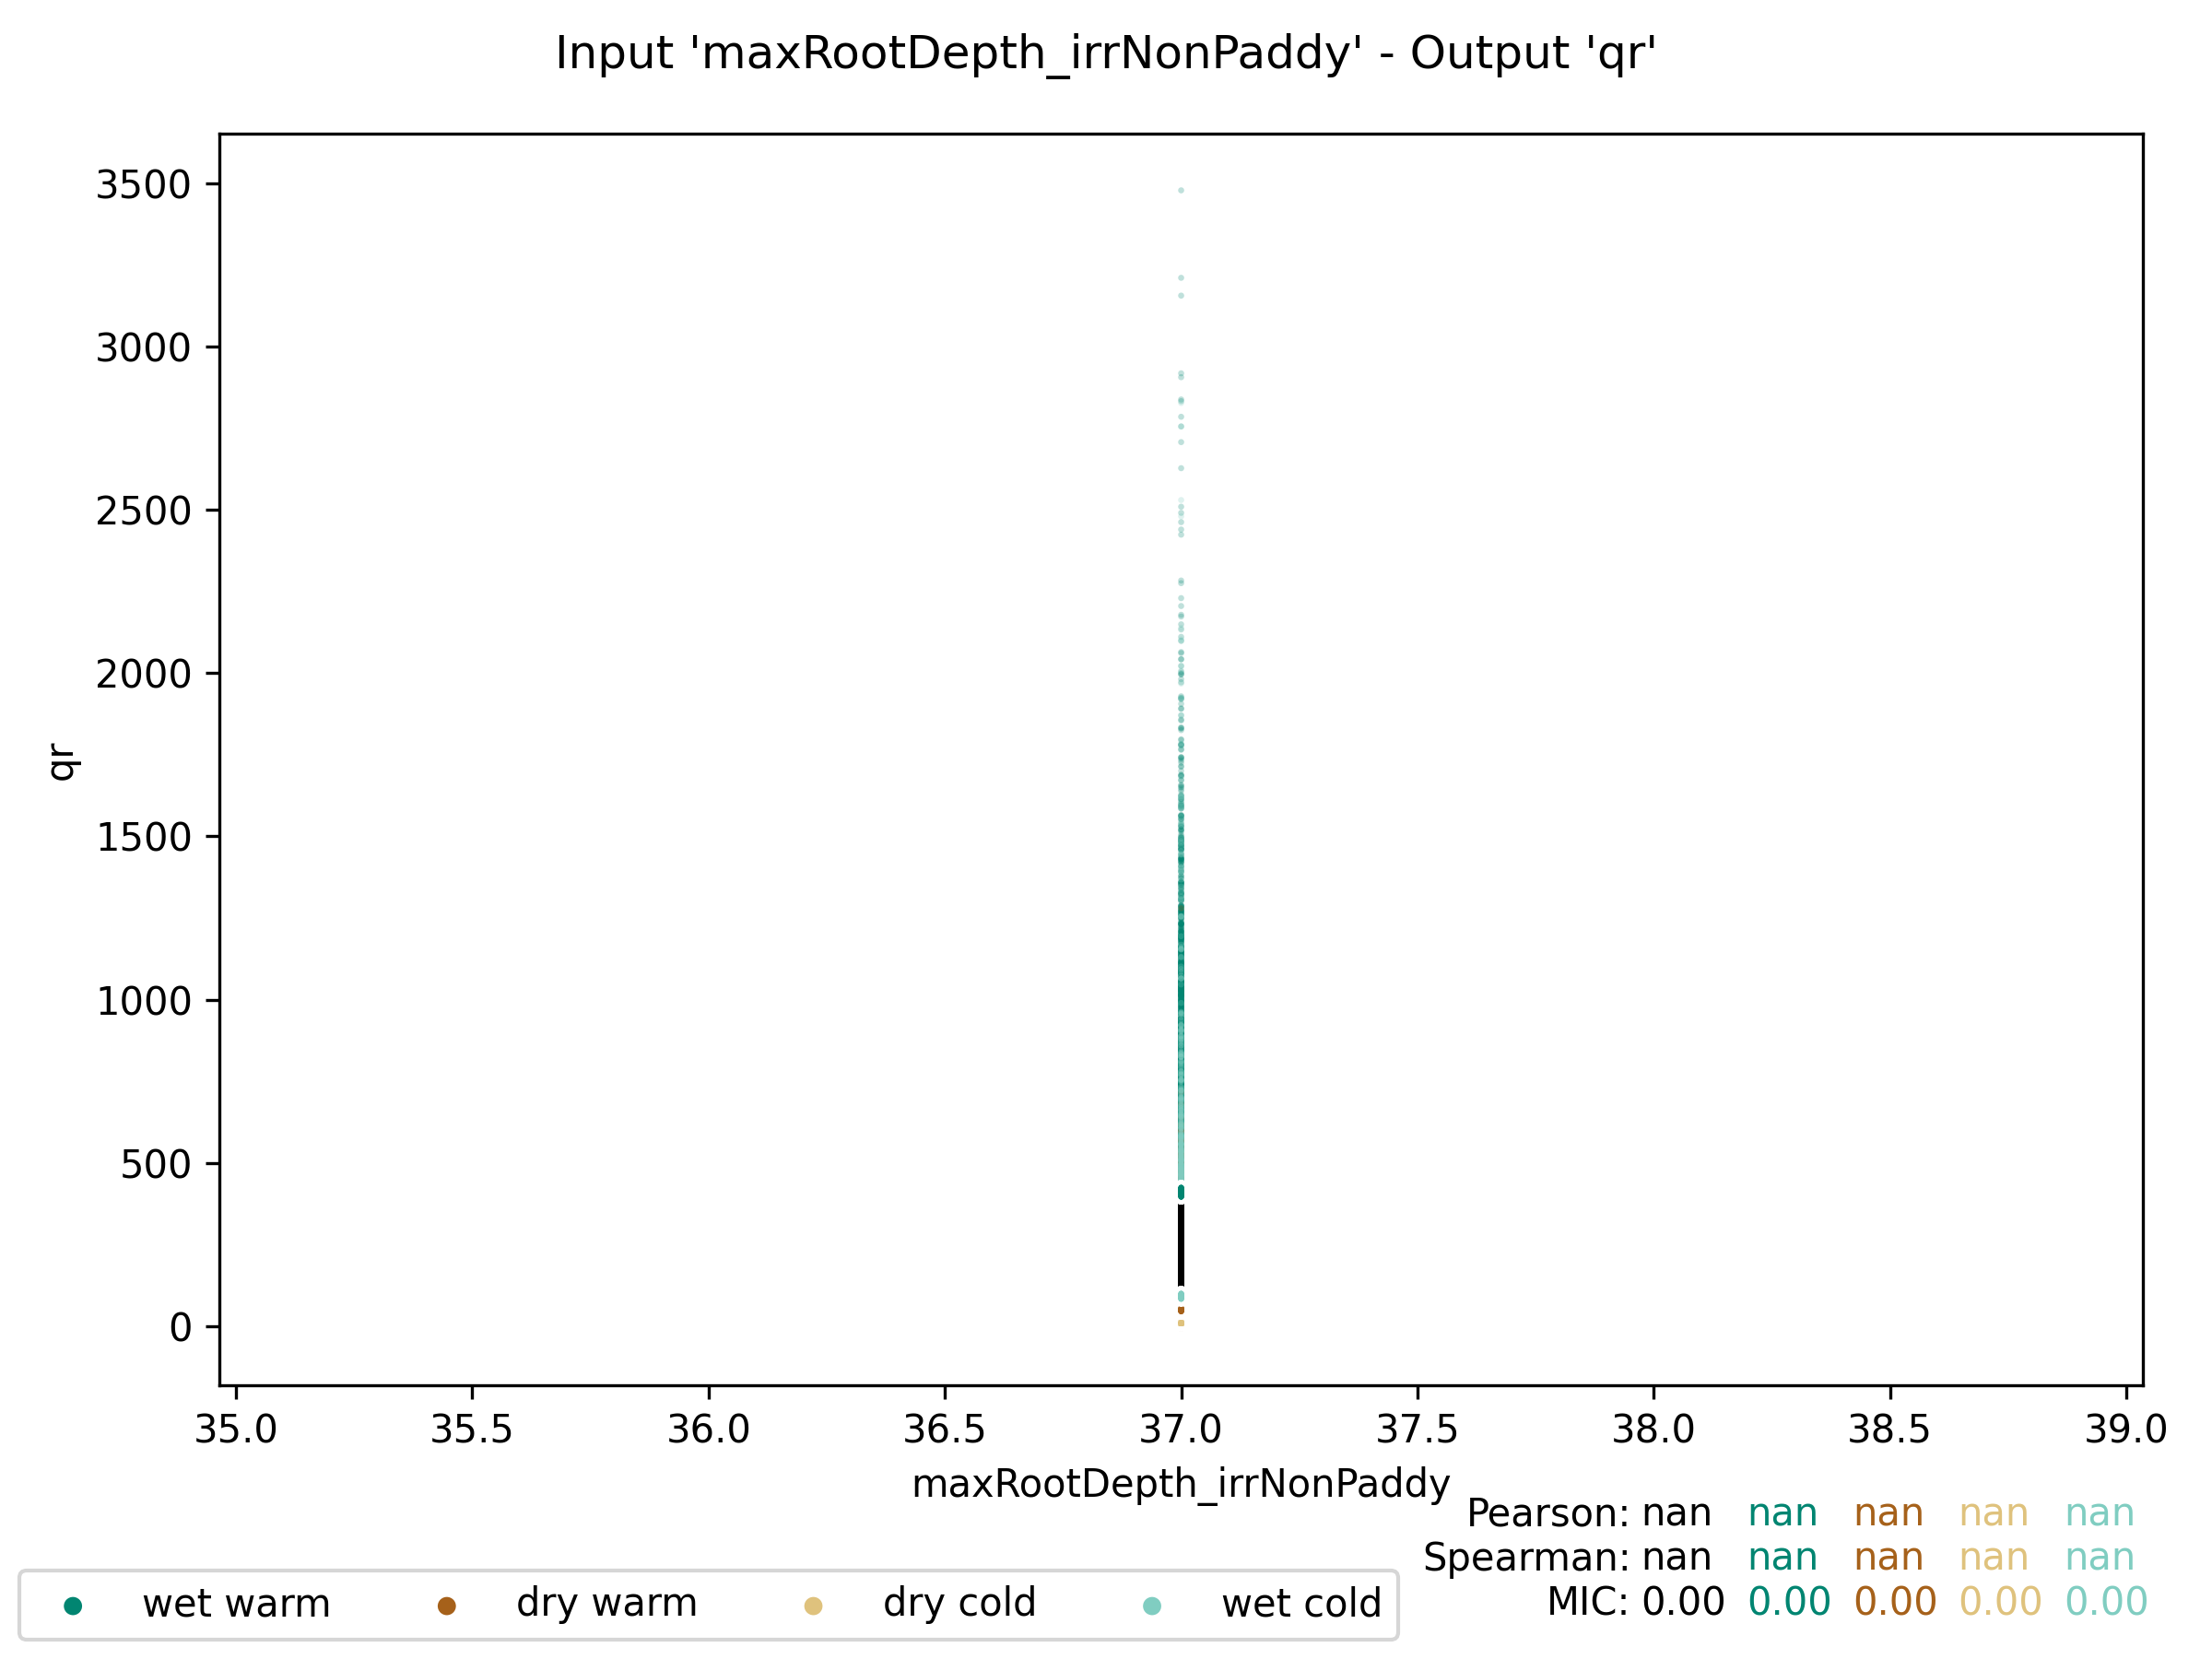 Input 'maxRootDepth_irrNonPaddy' - Output 'qr'
3500
3000
2500
2000
1500
1000
500
0
qr
35.0 35.5 36.0 36.5 37.0 37.5 38.0 38.5 39.0
maxRootDepth_irrNonPaddy
Pearson: nan nan nan nan nan
Spearman: nan nan nan nan nan
MIC: 0.00 0.00 0.00 0.00 0.00
wet warm dry warm dry cold wet cold